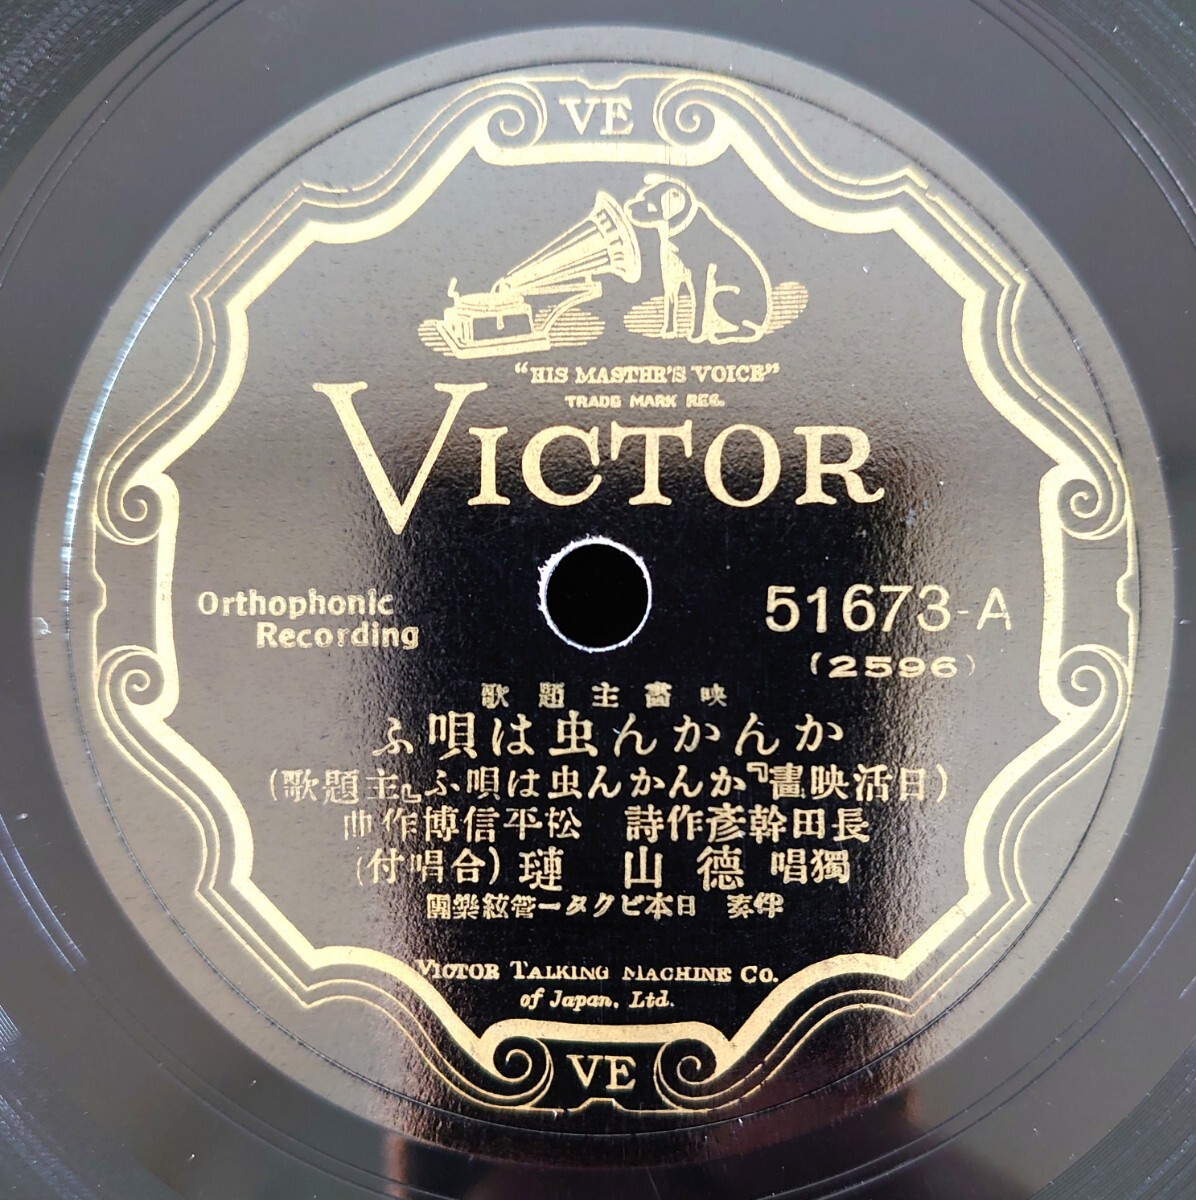 VE
"HIS MASTER'S VOICE"
TRADE MARK REG.
VICTOR
Orthophonic
Recording
51673-A
(2596)
映畫主題歌
かんかん虫は唄ふ
(日活映畫『かんかん虫は唄ふ』主題歌)
長田幹彥作詩 松平信博作曲
獨唱 德山璉 (合唱付)
伴奏 日本ビクター管絃樂團
VICTOR TALKING MACHINE CO.
of Japan, Ltd.
VE